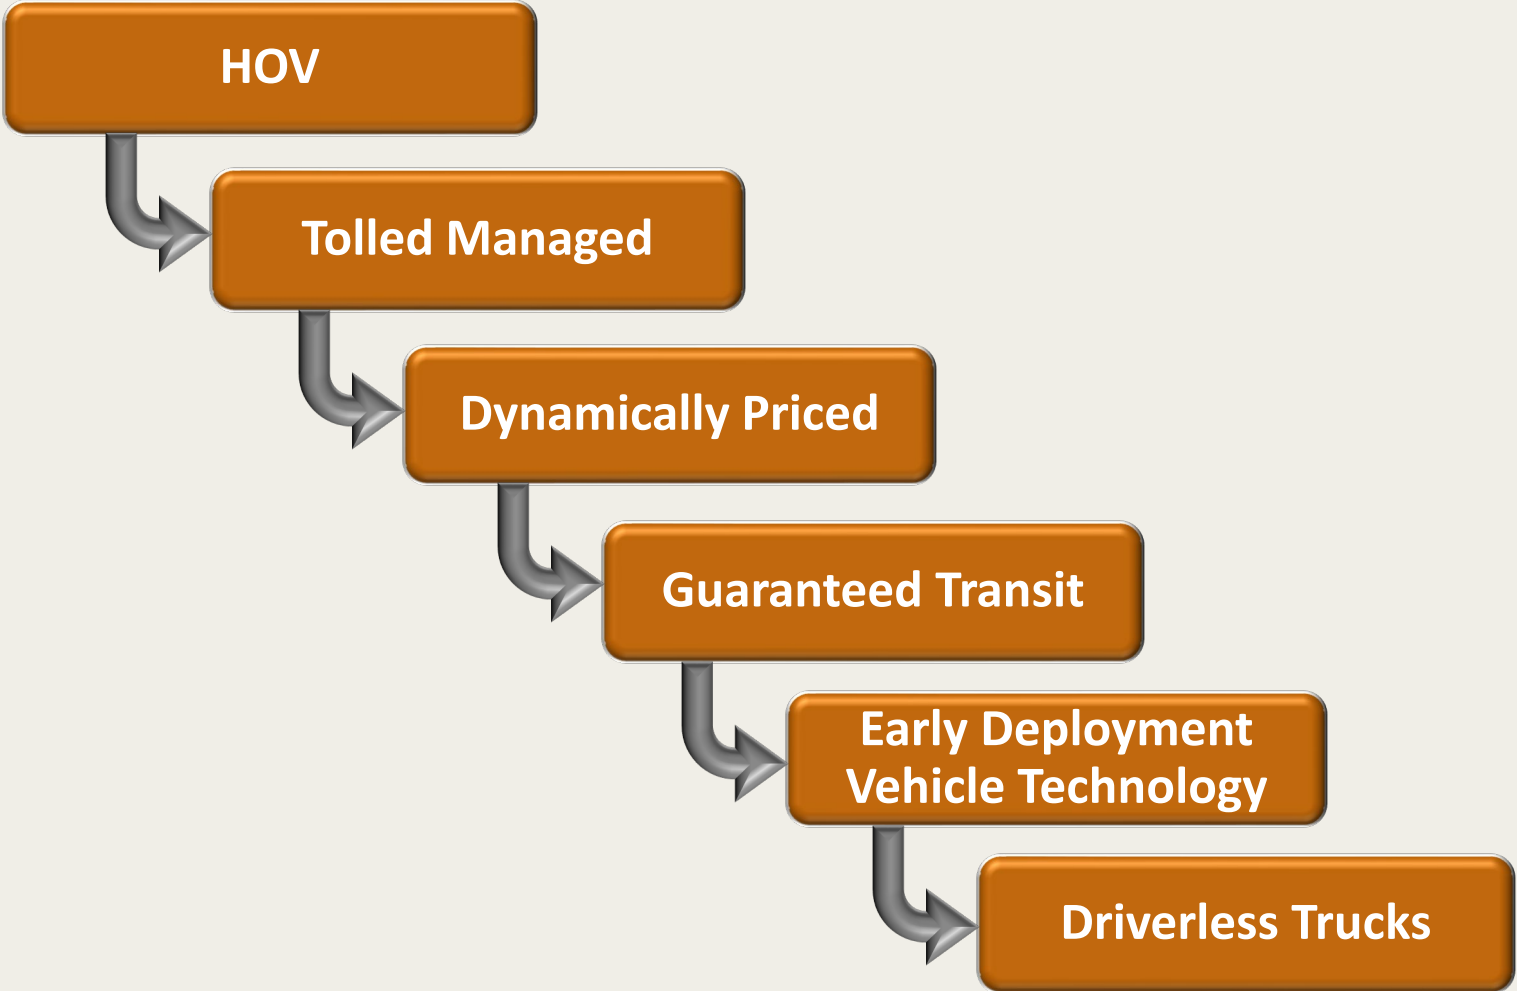 HOV
Tolled Managed
Dynamically Priced
Guaranteed Transit
Early Deployment
Vehicle Technology
Driverless Trucks